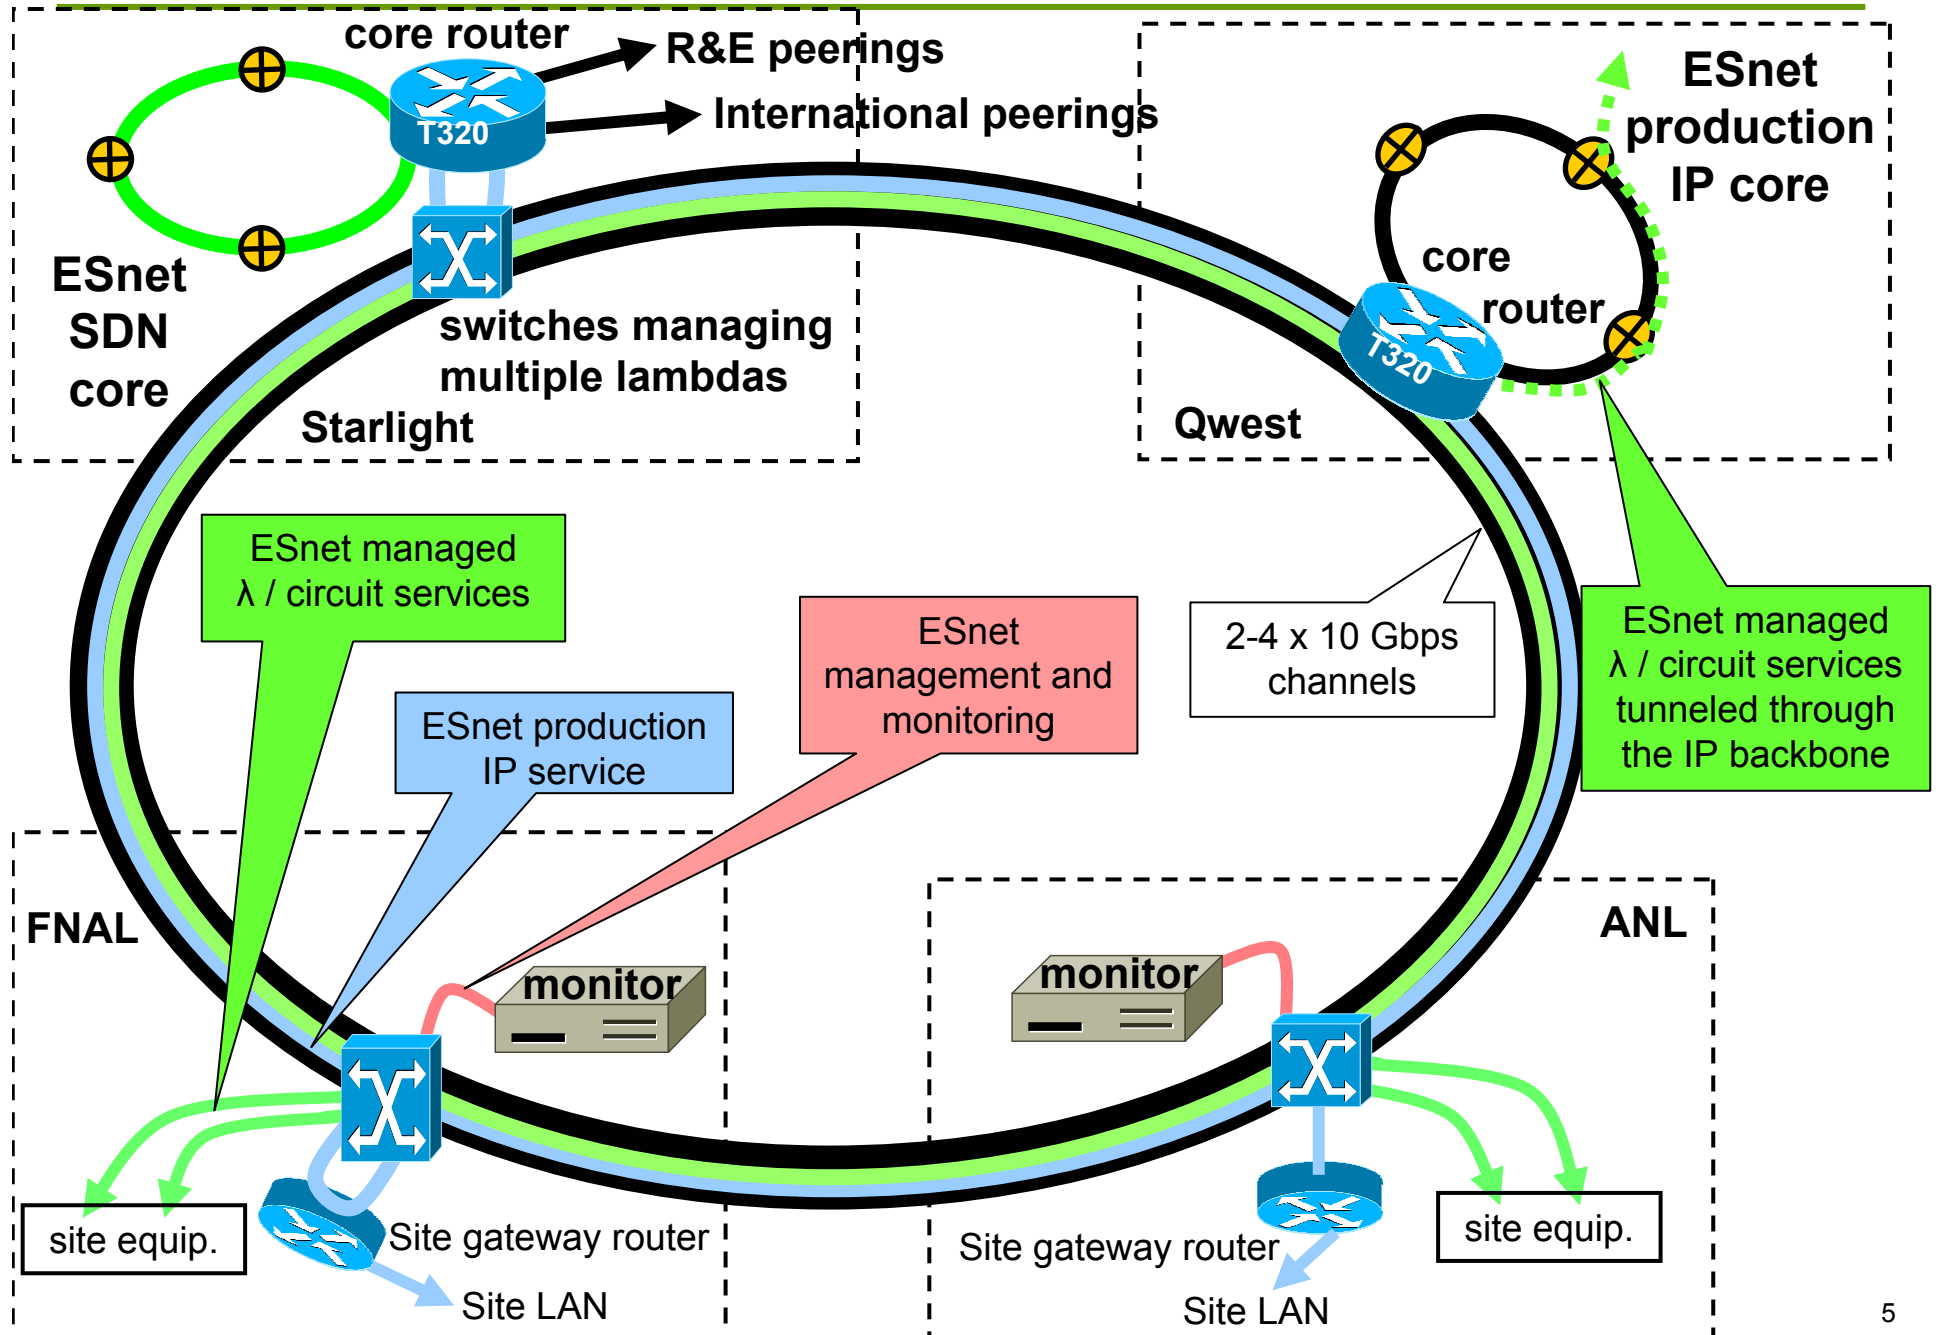 core router
R&E peerings
International peerings
T320
ESnet
SDN
core
switches managing
multiple lambdas
Starlight
ESnet
production
IP core
core
router
T320
Qwest
ESnet managed
λ / circuit services
ESnet production
IP service
ESnet
management and
monitoring
2-4 x 10 Gbps
channels
ESnet managed
λ / circuit services
tunneled through
the IP backbone
FNAL
monitor
site equip.
Site gateway router
Site LAN
ANL
monitor
Site gateway router
site equip.
Site LAN
5